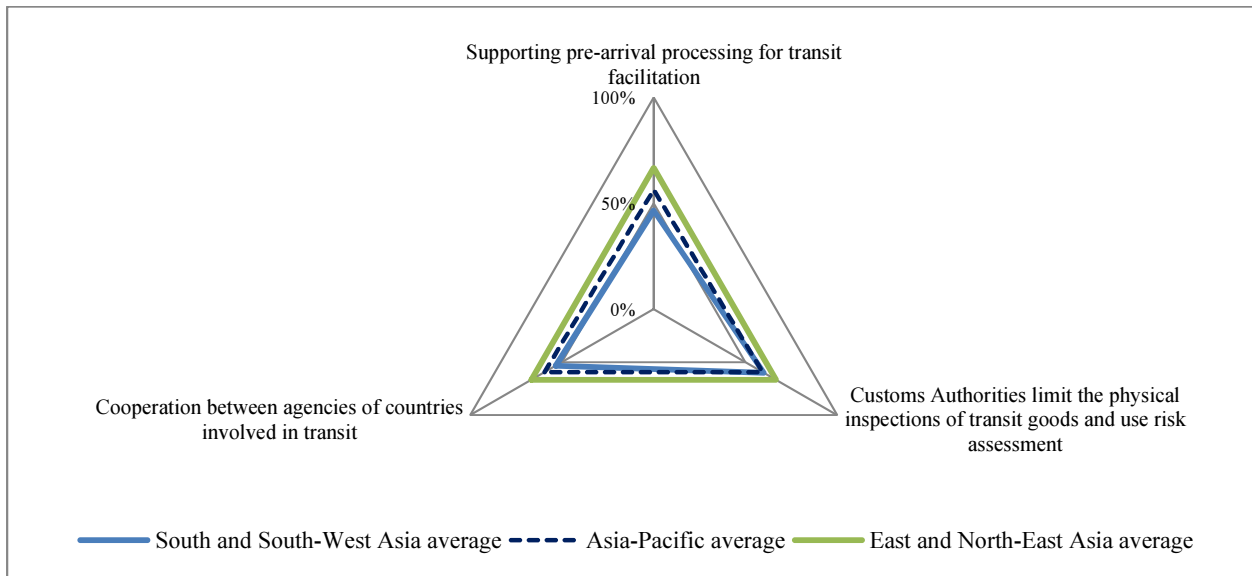 Supporting pre-arrival processing for transit
facilitation
100%
50%
0%
Cooperation between agencies of countries
involved in transit
Customs Authorities limit the physical
inspections of transit goods and use risk
assessment
South and South-West Asia average
Asia-Pacific average
East and North-East Asia average